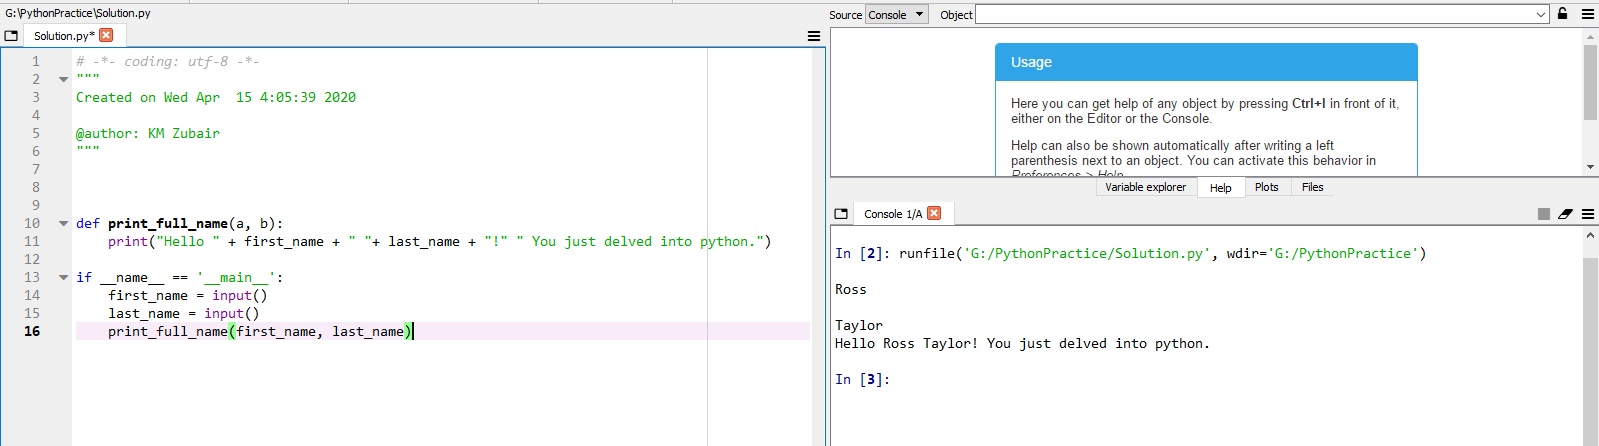 G:\PythonPractice\Solution.py
Solution.py*
1 # -*- coding: utf-8 -*-
2 """
3 Created on Wed Apr  15 4:05:39 2020
4
5 @author: KM Zubair
6 """
7
8
9
10 def print_full_name(a, b):
11     print("Hello " + first_name + " "+ last_name + "!" " You just delved into python.")
12
13 if __name__ == '__main__':
14     first_name = input()
15     last_name = input()
16     print_full_name(first_name, last_name)
Source Console Object
Usage
Here you can get help of any object by pressing Ctrl+I in front of it,
either on the Editor or the Console.
Help can also be shown automatically after writing a left
parenthesis next to an object. You can activate this behavior in
Preferences > Help.
Variable explorer Help Plots Files
Console 1/A
In [2]: runfile('G:/PythonPractice/Solution.py', wdir='G:/PythonPractice')
Ross
Taylor
Hello Ross Taylor! You just delved into python.
In [3]: